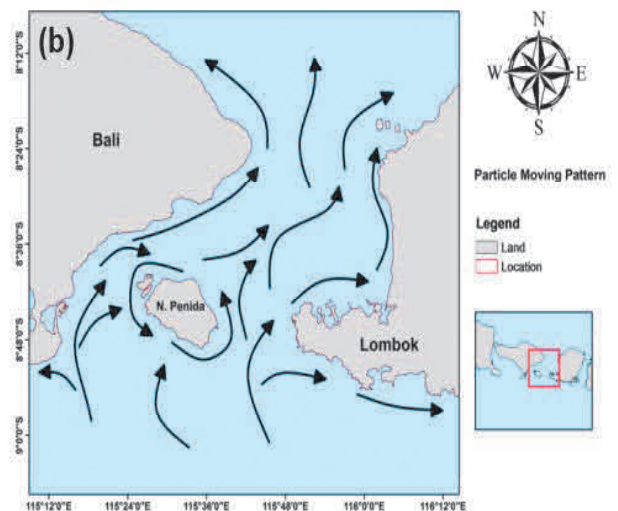 (b)
Bali
N. Penida
Lombok
8°12'0"S
8°24'0"S
8°36'0"S
8°48'0"S
9°0'0"S
115°12'0"E 115°24'0"E 115°36'0"E 115°48'0"E 116°0'0"E 116°12'0"E
N
W E
S
Particle Moving Pattern
Legend
Land
Location